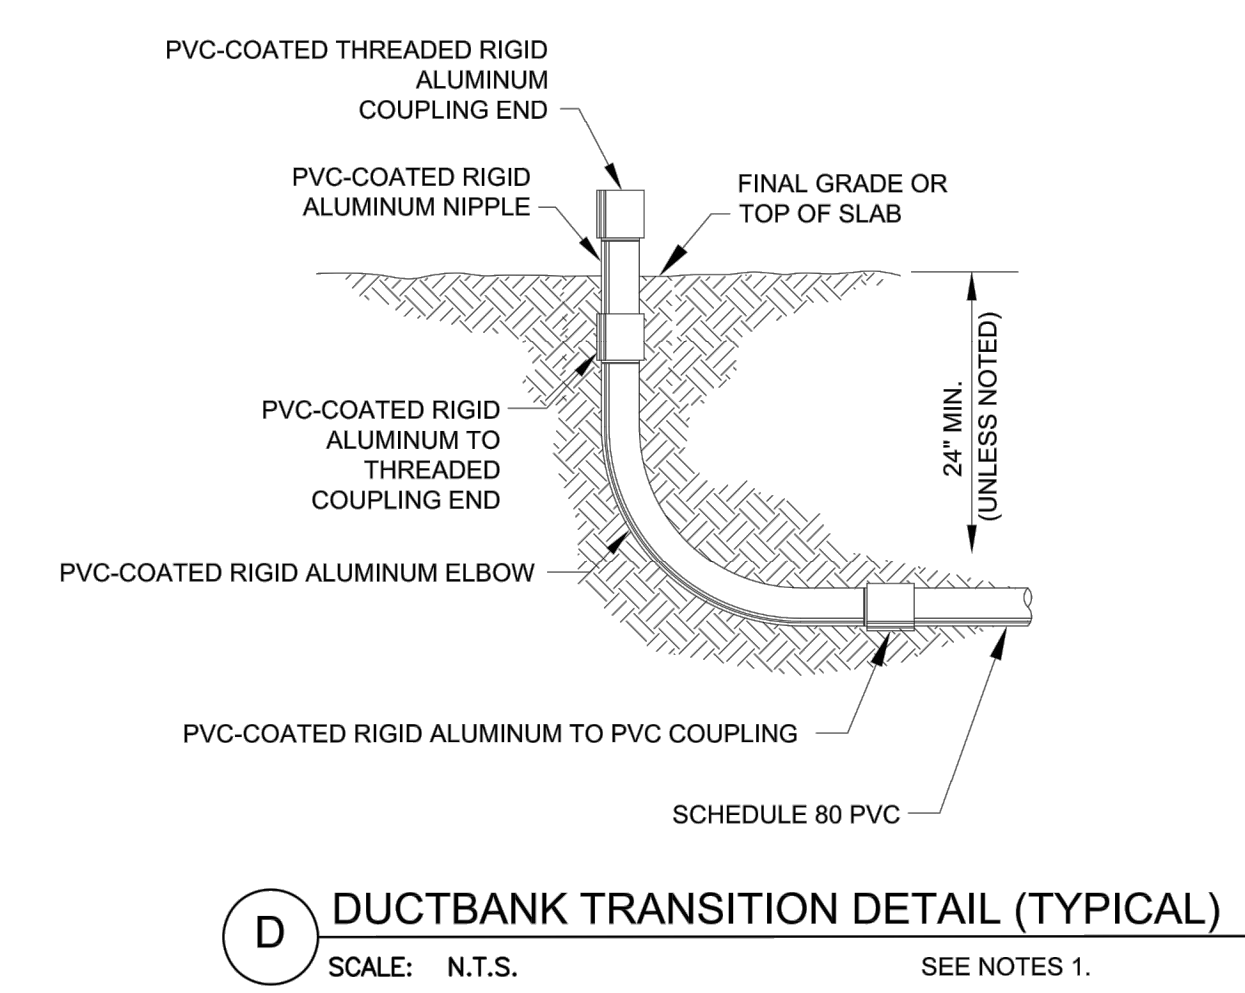 PVC-COATED THREADED RIGID
ALUMINUM
COUPLING END
PVC-COATED RIGID
ALUMINUM NIPPLE
FINAL GRADE OR
TOP OF SLAB
24" MIN.
(UNLESS NOTED)
PVC-COATED RIGID
ALUMINUM TO
THREADED
COUPLING END
PVC-COATED RIGID ALUMINUM ELBOW
PVC-COATED RIGID ALUMINUM TO PVC COUPLING
SCHEDULE 80 PVC
D
DUCTBANK TRANSITION DETAIL (TYPICAL)
SCALE: N.T.S.
SEE NOTES 1.